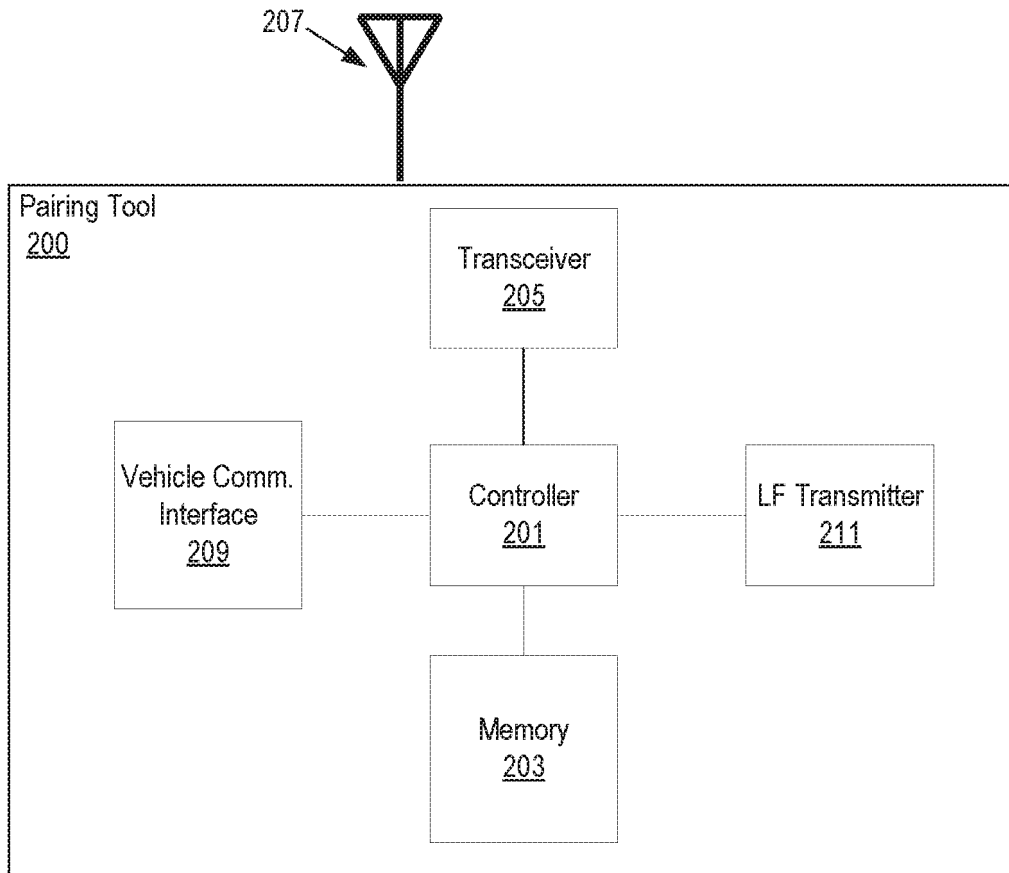 207
Pairing Tool
200
Transceiver
205
Vehicle Comm.
Interface
209
Controller
201
LF Transmitter
211
Memory
203